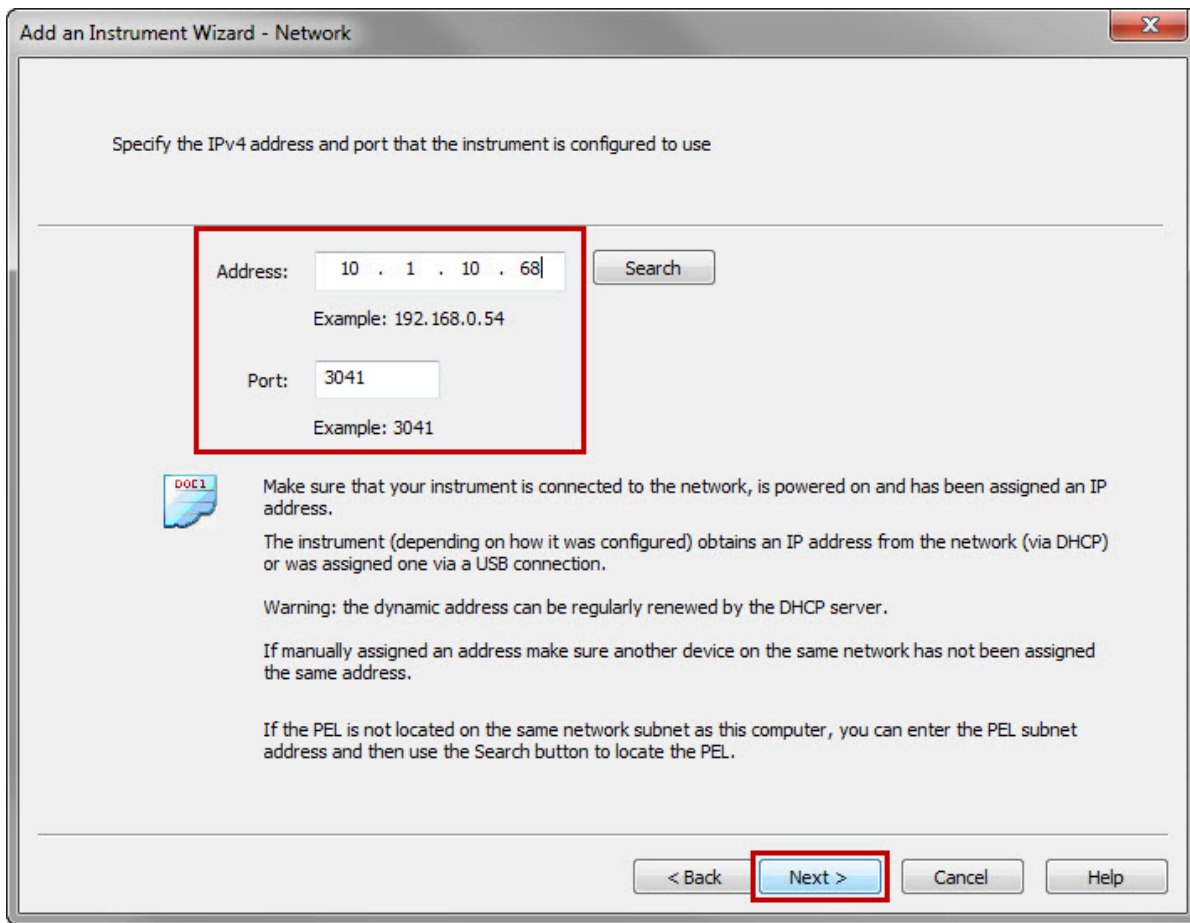 Add an Instrument Wizard - Network
X
Specify the IPv4 address and port that the instrument is configured to use
Address: 10 . 1 . 10 . 68 Search
Example: 192.168.0.54
Port: 3041
Example: 3041
DOC1
Make sure that your instrument is connected to the network, is powered on and has been assigned an IP
address.
The instrument (depending on how it was configured) obtains an IP address from the network (via DHCP)
or was assigned one via a USB connection.
Warning: the dynamic address can be regularly renewed by the DHCP server.
If manually assigned an address make sure another device on the same network has not been assigned
the same address.
If the PEL is not located on the same network subnet as this computer, you can enter the PEL subnet
address and then use the Search button to locate the PEL.
< Back Next > Cancel Help